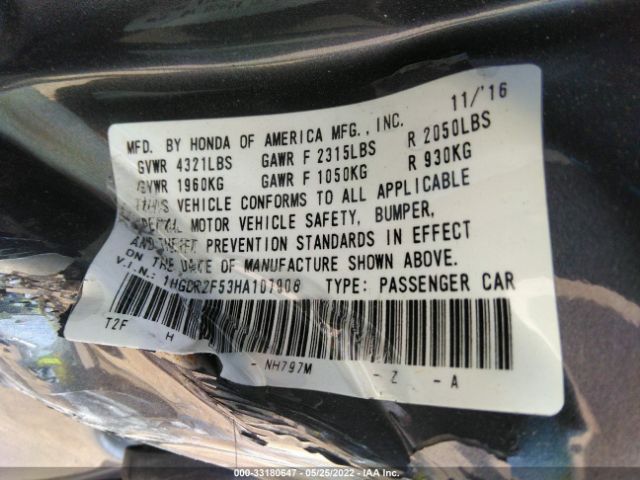 11/'16
MFD. BY HONDA OF AMERICA MFG., INC.
GVWR 4321LBS GAWR F 2315LBS R 2050LBS
GVWR 1960KG GAWR F 1050KG R 930KG
THIS VEHICLE CONFORMS TO ALL APPLICABLE
FEDERAL MOTOR VEHICLE SAFETY, BUMPER,
AND THEFT PREVENTION STANDARDS IN EFFECT
ON THE DATE OF MANUFACTURE SHOWN ABOVE.
V.I.N.: 1HGCR2F53HA107908 TYPE: PASSENGER CAR
T2F H - NH797M - Z - A
000-33180647 - 05/25/2022 - IAA Inc.